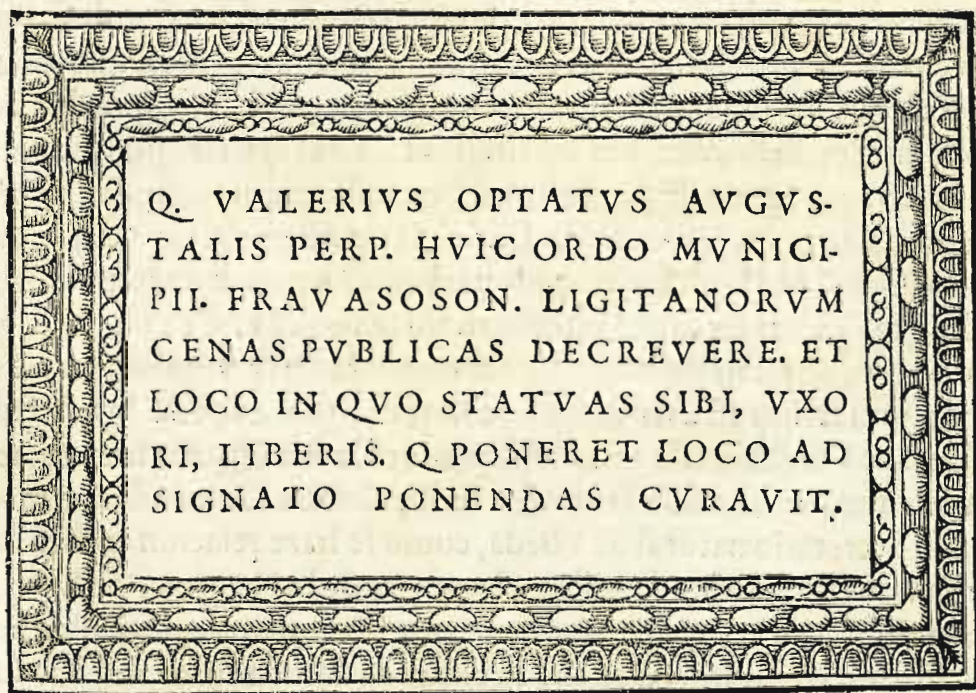 Q. VALERIVS OPTATVS AVGVS-
TALIS PERP. HVIC ORDO MVNICI-
PII. FRAVASOSON. LIGITANORVM
CENAS PVBLICAS DECREVERE. ET
LOCO IN QVO STATVAS SIBI, VXO
RI, LIBERIS. Q PONERET LOCO AD
SIGNATO PONENDAS CVRAVIT.